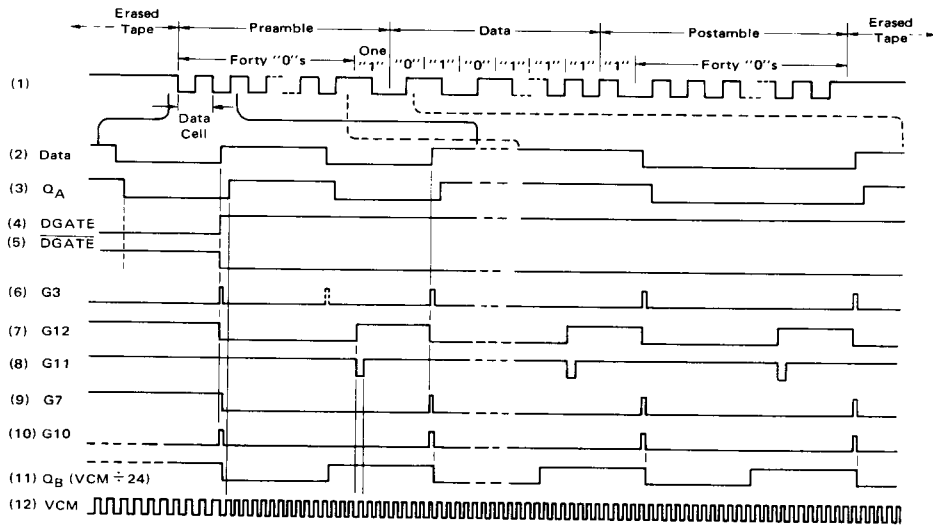 Erased
Tape
Preamble
Data
Postamble
Erased
Tape
Forty "0"s
One
"1"
"0" "1" "0" "1" "1" "1" "1"
Forty "0"s
(1)
Data
Cell
(2) Data
(3) QA
(4) DGATE
(5) DGATE
(6) G3
(7) G12
(8) G11
(9) G7
(10) G10
(11) QB (VCM ÷ 24)
(12) VCM